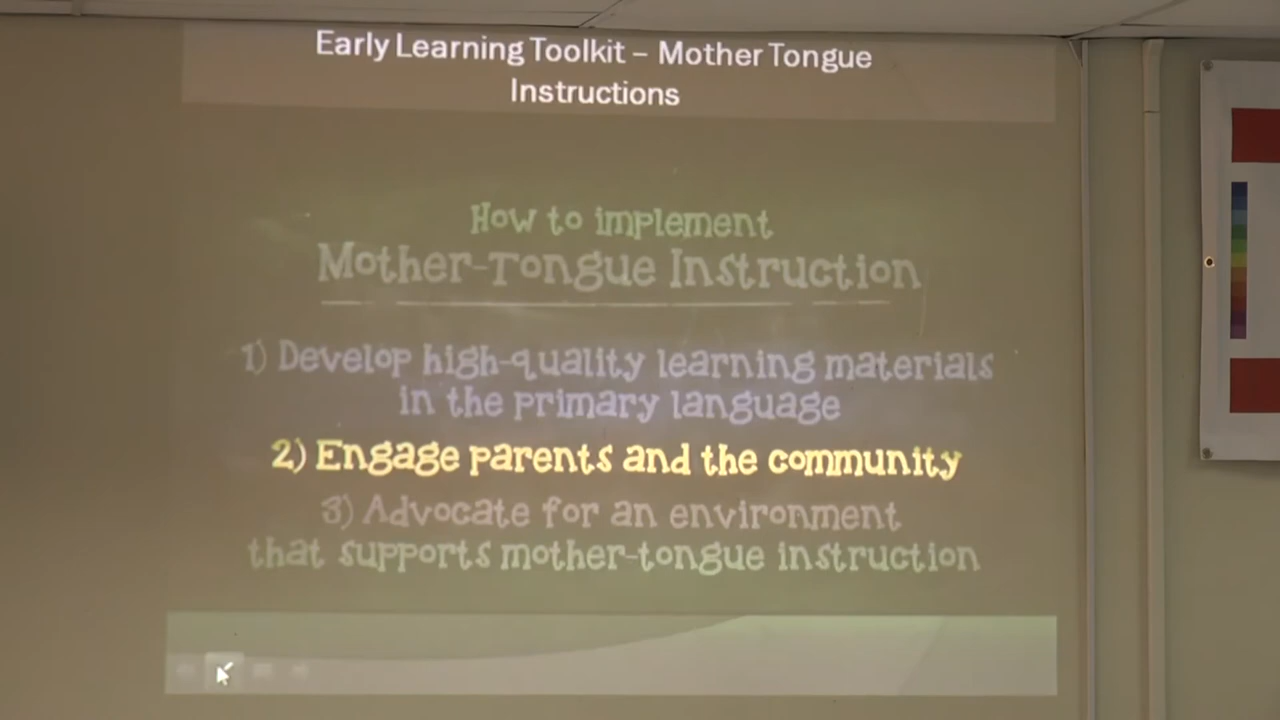 Early Learning Toolkit – Mother Tongue
Instructions
How to implement
Mother-Tongue Instruction
1) Develop high-quality learning materials
in the primary language
2) Engage parents and the community
3) Advocate for an environment
that supports mother-tongue instruction